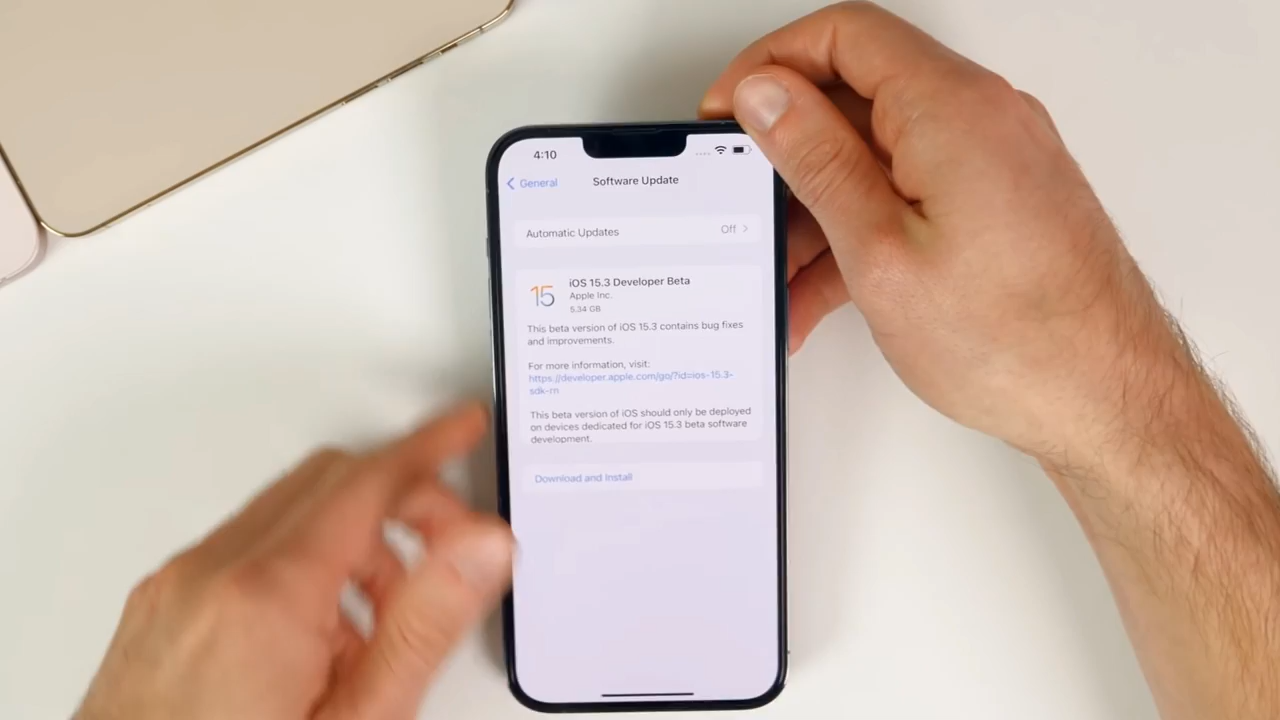 4:10
General
Software Update
Automatic Updates
Off
15
iOS 15.3 Developer Beta
Apple Inc.
5.34 GB
This beta version of iOS 15.3 contains bug fixes
and improvements.
For more information, visit:
https://developer.apple.com/go/?id=ios-15.3-
sdk-rn
This beta version of iOS should only be deployed
on devices dedicated for iOS 15.3 beta software
development.
Download and Install